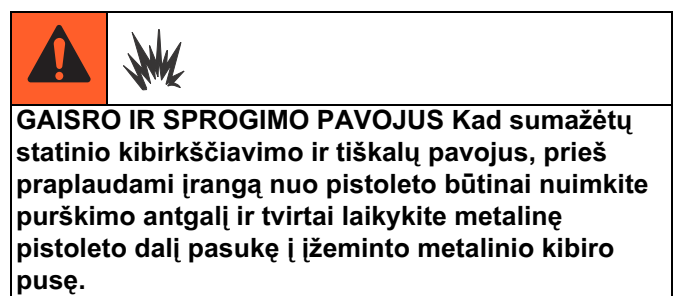 GAISRO IR SPROGIMO PAVOJUS Kad sumažėtų
statinio kibirkščiavimo ir tiškalų pavojus, prieš
praplaudami įrangą nuo pistoleto būtinai nuimkite
purškimo antgalį ir tvirtai laikykite metalinę
pistoleto dalį pasukę į įžeminto metalinio kibiro
pusę.